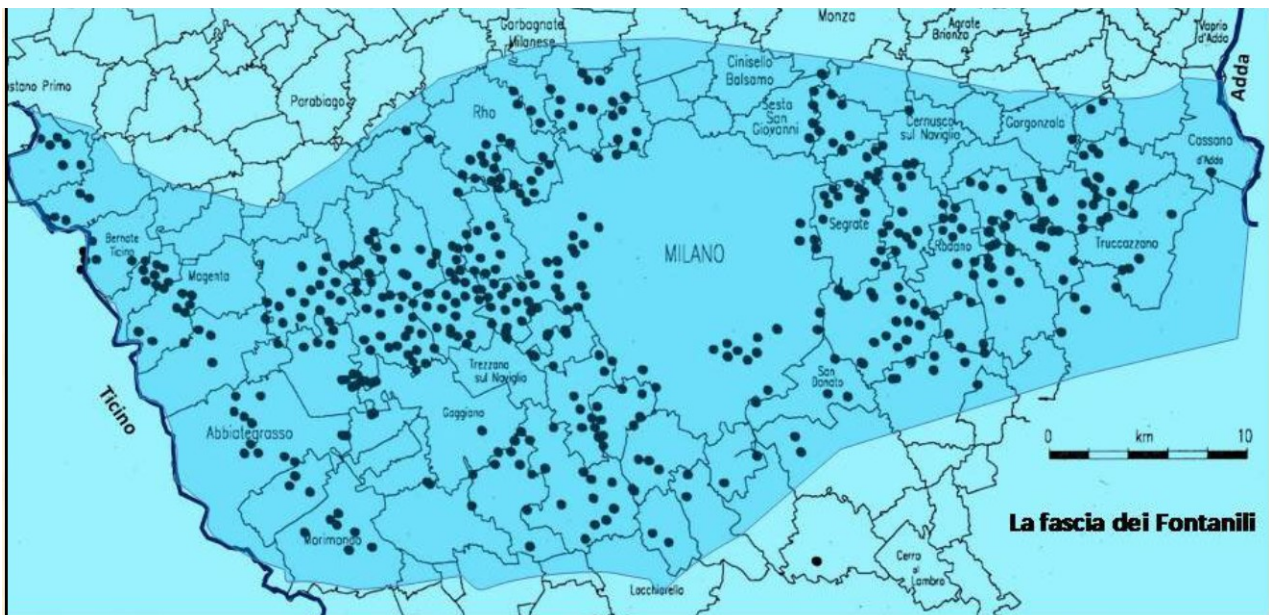 Garbagnate
Milanese
Monza
Agrate
Brianza
Vaprio
d'Adda
Adda
stano Primo
Parabiago
Cinisello
Balsamo
Rho
Sesto
San
Giovanni
Cernusco
sul Naviglio
Gorgonzola
Cassano
d'Adda
Bernate
Ticino
Magenta
MILANO
Segrate
Rodano
Truccazzano
Ticino
Trezzano
sul Naviglio
San
Donato
Abbiategrasso
Gaggiano
0 km 10
La fascia dei Fontanili
Morimondo
Cerro
al
Lambro
Lacchiarella